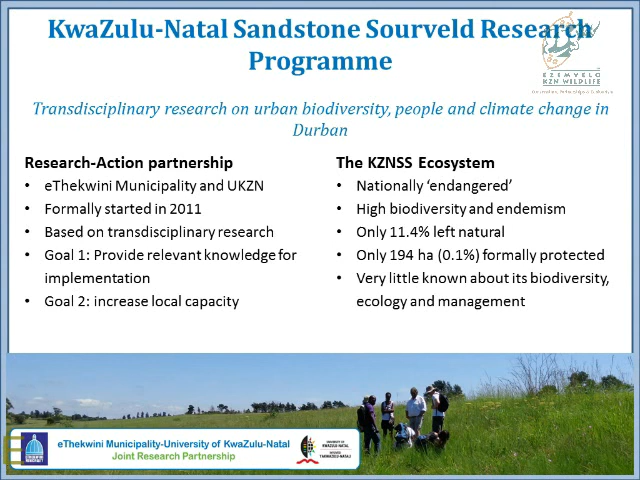 KwaZulu-Natal Sandstone Sourveld Research
Programme
EZEMVELO
KZN WILDLIFE
Transdisciplinary research on urban biodiversity, people and climate change in
Durban
Research-Action partnership
• eThekwini Municipality and UKZN
• Formally started in 2011
• Based on transdisciplinary research
• Goal 1: Provide relevant knowledge for
implementation
• Goal 2: increase local capacity
The KZNSS Ecosystem
• Nationally ‘endangered’
• High biodiversity and endemism
• Only 11.4% left natural
• Only 194 ha (0.1%) formally protected
• Very little known about its biodiversity,
ecology and management
eThekwini Municipality-University of KwaZulu-Natal
Joint Research Partnership
UNIVERSITY OF
KWAZULU-NATAL
INYUVESI
YAKWAZULU-NATALI